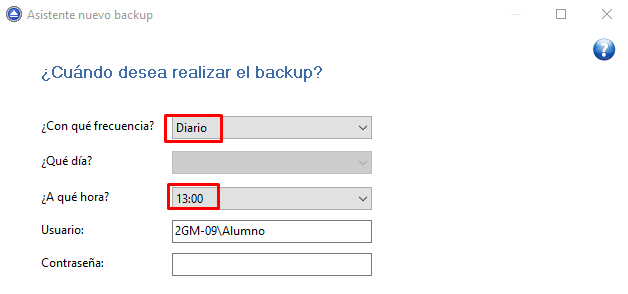 Asistente nuevo backup
¿Cuándo desea realizar el backup?
¿Con qué frecuencia? Diario
¿Qué día?
¿A qué hora? 13:00
Usuario: 2GM-09\Alumno
Contraseña: